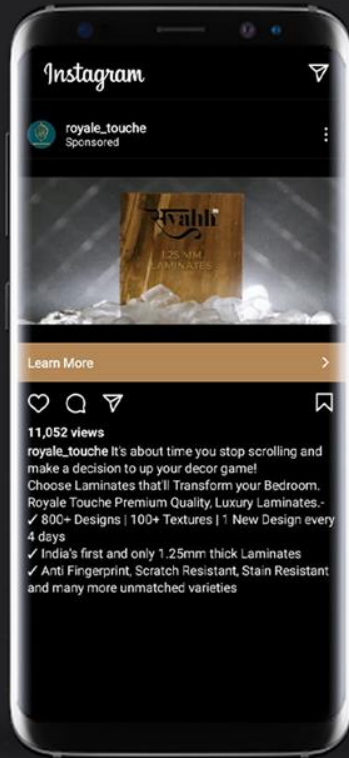 Instagram
royale_touche
Sponsored
स्vahh
1.25 MM
LAMINATES
Learn More
11,052 views
royale_touche It's about time you stop scrolling and
make a decision to up your decor game!
Choose Laminates that'll Transform your Bedroom.
Royale Touche Premium Quality, Luxury Laminates.-
✓ 800+ Designs | 100+ Textures | 1 New Design every
4 days
✓ India's first and only 1.25mm thick Laminates
✓ Anti Fingerprint, Scratch Resistant, Stain Resistant
and many more unmatched varieties